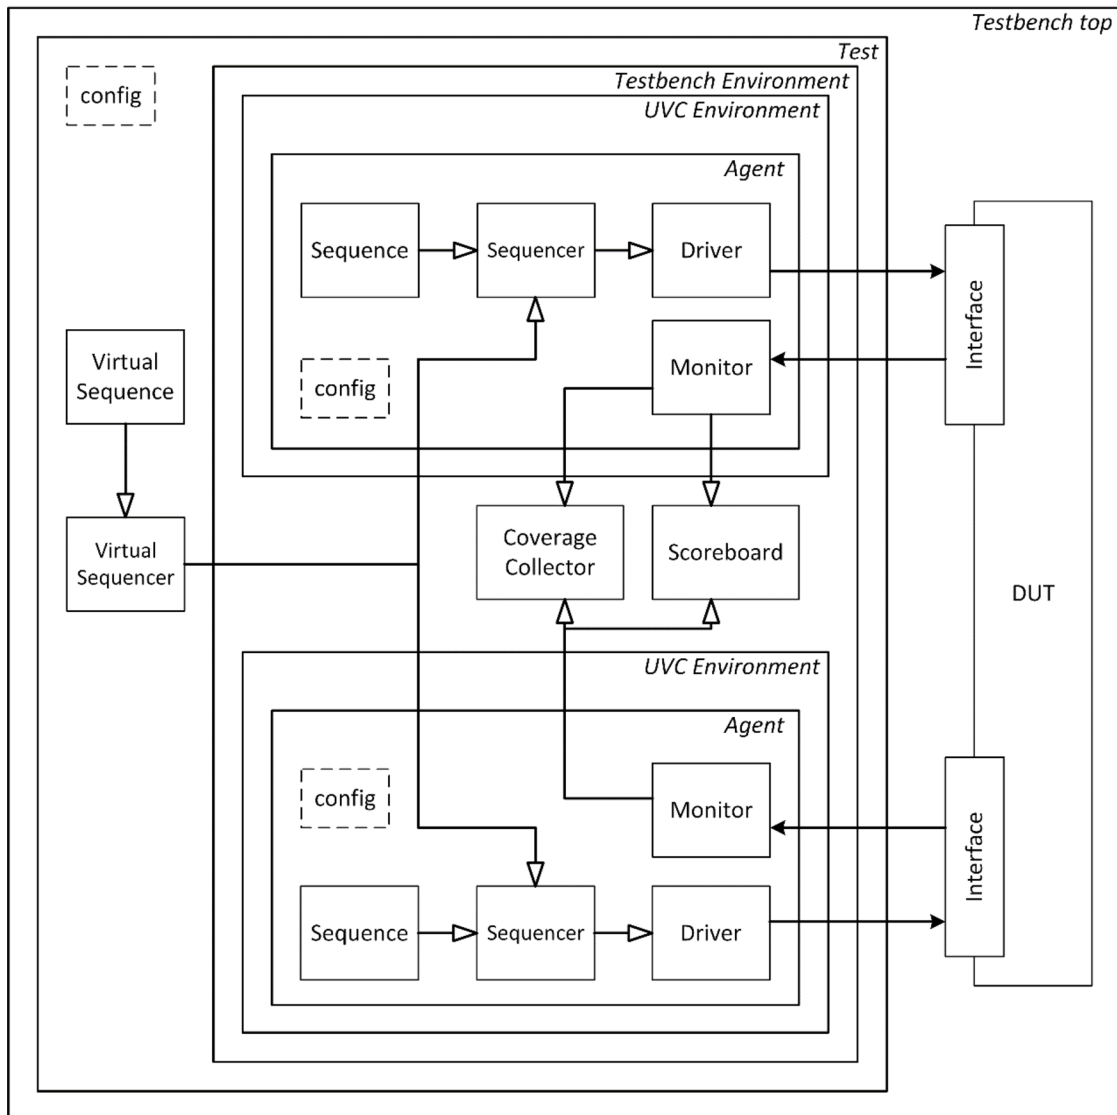 Testbench top
Test
config
Testbench Environment
UVC Environment
Agent
Sequence
Sequencer
Driver
Interface
Virtual
Sequence
config
Monitor
Virtual
Sequencer
Coverage
Collector
Scoreboard
DUT
UVC Environment
Agent
config
Monitor
Interface
Sequence
Sequencer
Driver